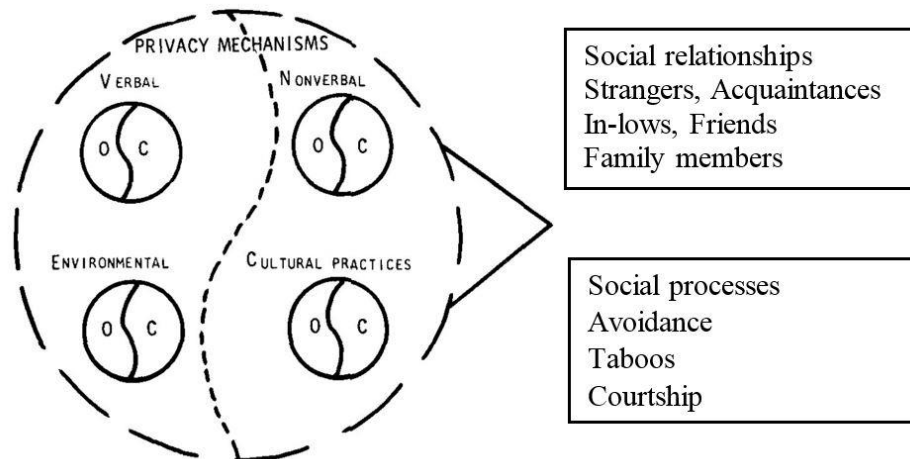 PRIVACY MECHANISMS
VERBAL
NONVERBAL
O C
O C
ENVIRONMENTAL
CULTURAL PRACTICES
O C
O C
Social relationships
Strangers, Acquaintances
In-lows, Friends
Family members
Social processes
Avoidance
Taboos
Courtship